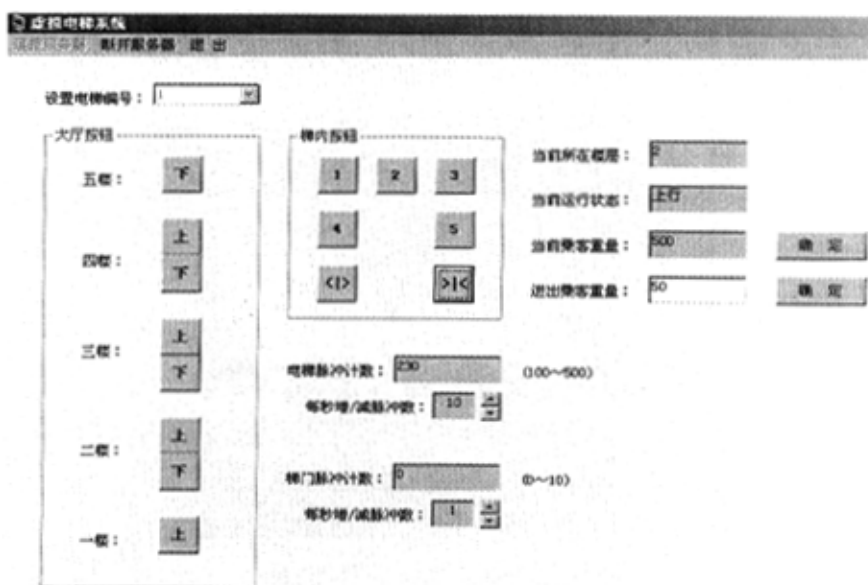 虚拟电梯系统
连接服务器 断开服务器 退 出
设置电梯编号： 1
大厅按钮
五楼： 下
四楼： 上
下
三楼： 上
下
二楼： 上
下
一楼： 上
梯内按钮
1 2 3
4 5
<|> >|<
当前所在楼层： 2
当前运行状态： 上行
当前乘客重量： 500 确 定
进出乘客重量： 50 确 定
电梯脉冲计数： 230 (100～500)
每秒增/减脉冲数： 10
梯门脉冲计数： 0 (0～10)
每秒增/减脉冲数： 1